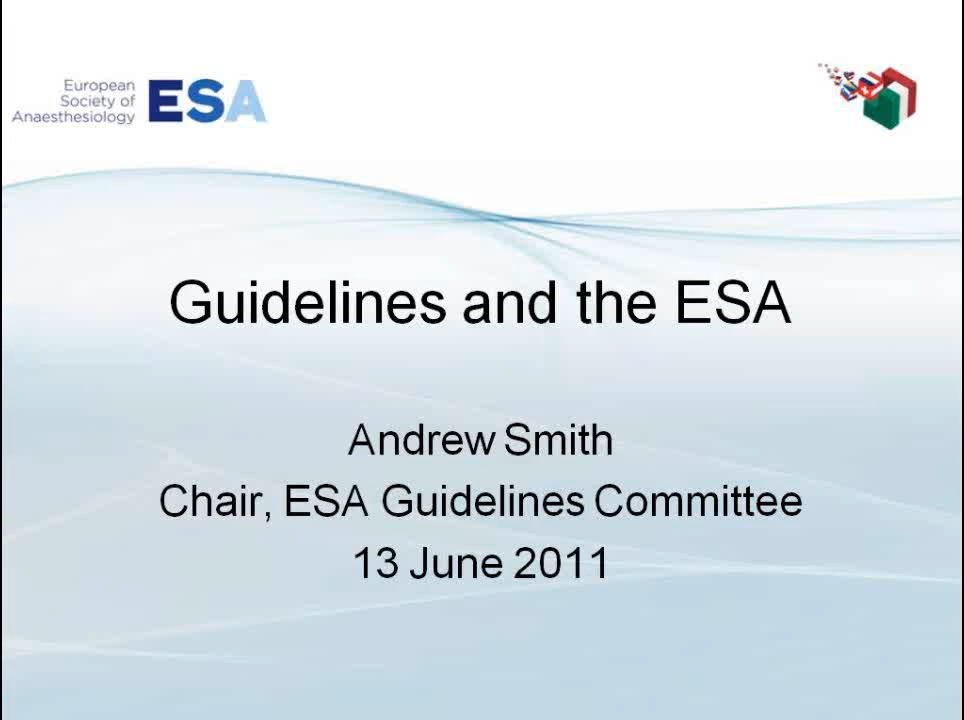 European
Society of
Anaesthesiology
ESA
Guidelines and the ESA
Andrew Smith
Chair, ESA Guidelines Committee
13 June 2011